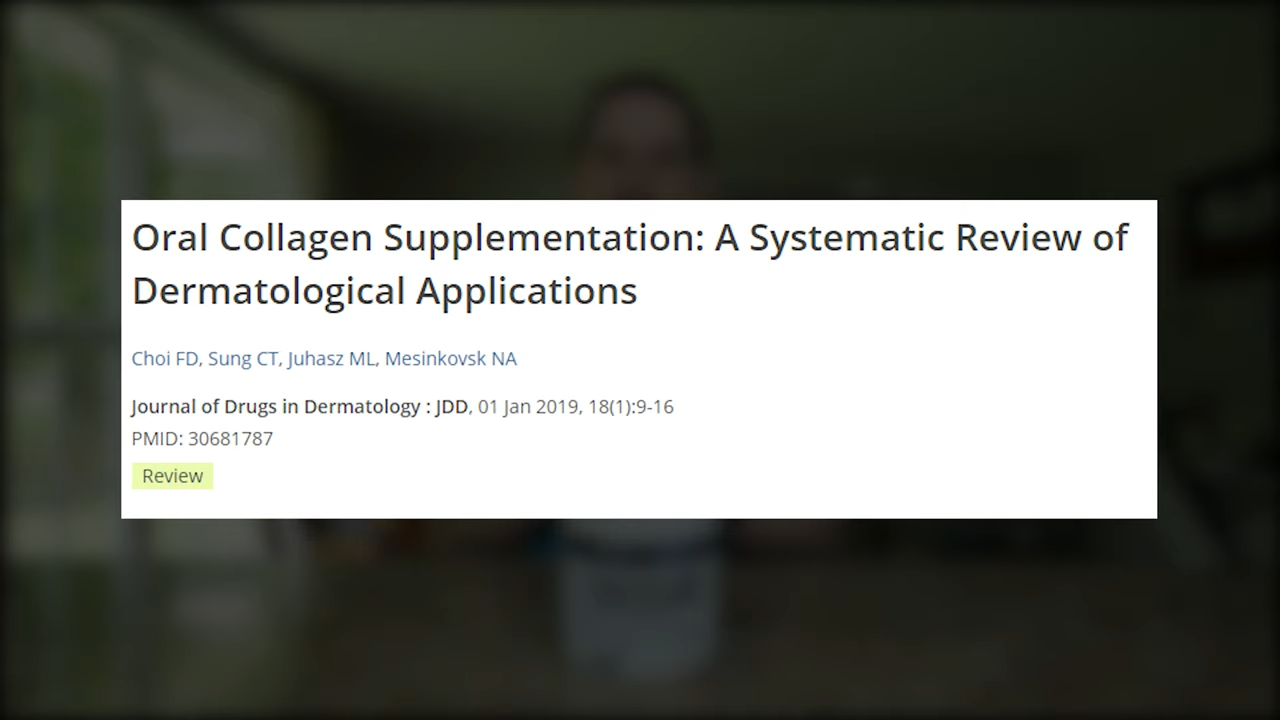 Oral Collagen Supplementation: A Systematic Review of
Dermatological Applications
Choi FD, Sung CT, Juhasz ML, Mesinkovsk NA
Journal of Drugs in Dermatology : JDD, 01 Jan 2019, 18(1):9-16
PMID: 30681787
Review